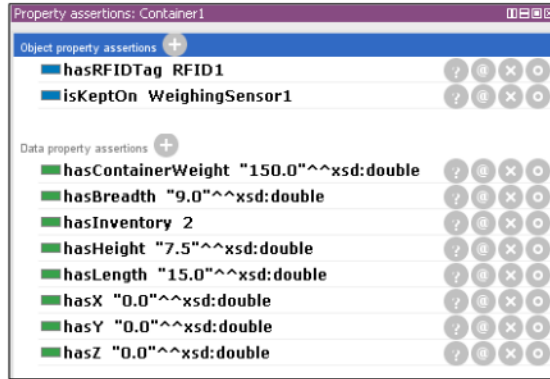 Property assertions: Container1
Object property assertions
hasRFIDTag RFID1
isKeptOn WeighingSensor1
Data property assertions
hasContainerWeight "150.0"^^xsd:double
hasBreadth "9.0"^^xsd:double
hasInventory 2
hasHeight "7.5"^^xsd:double
hasLength "15.0"^^xsd:double
hasX "0.0"^^xsd:double
hasY "0.0"^^xsd:double
hasZ "0.0"^^xsd:double